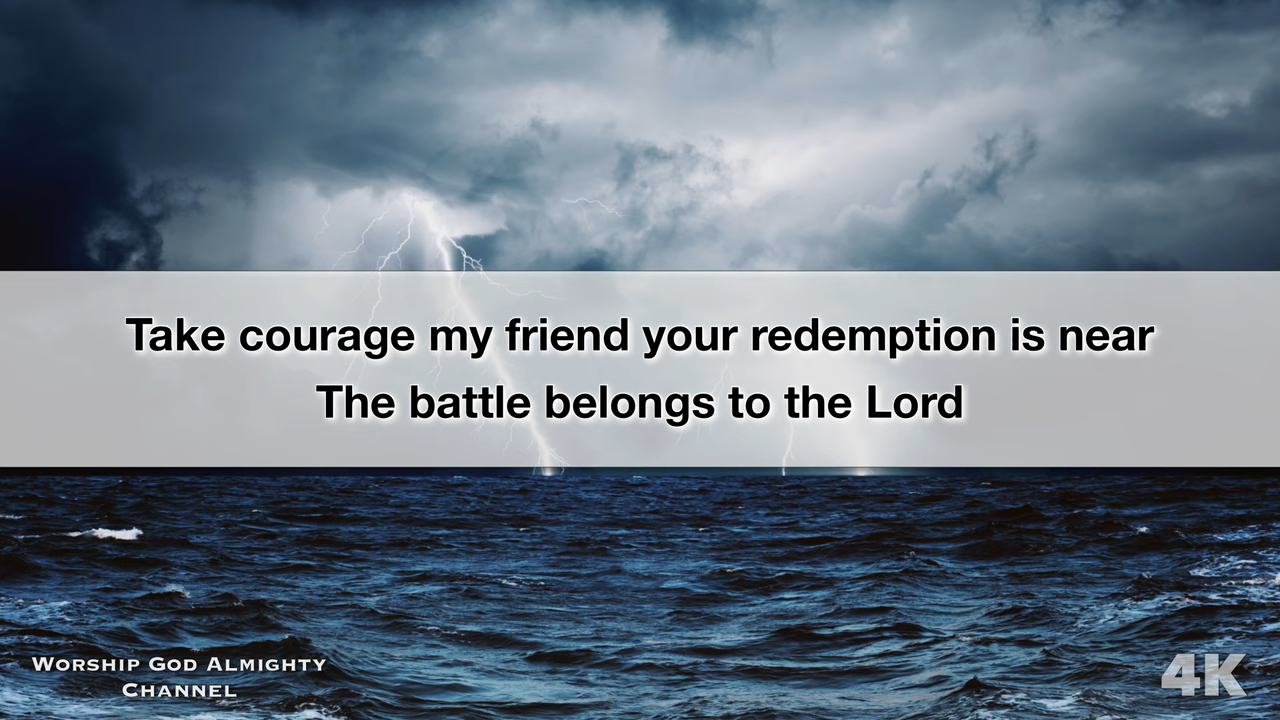 Take courage my friend your redemption is near
The battle belongs to the Lord
Worship God Almighty
Channel
4K